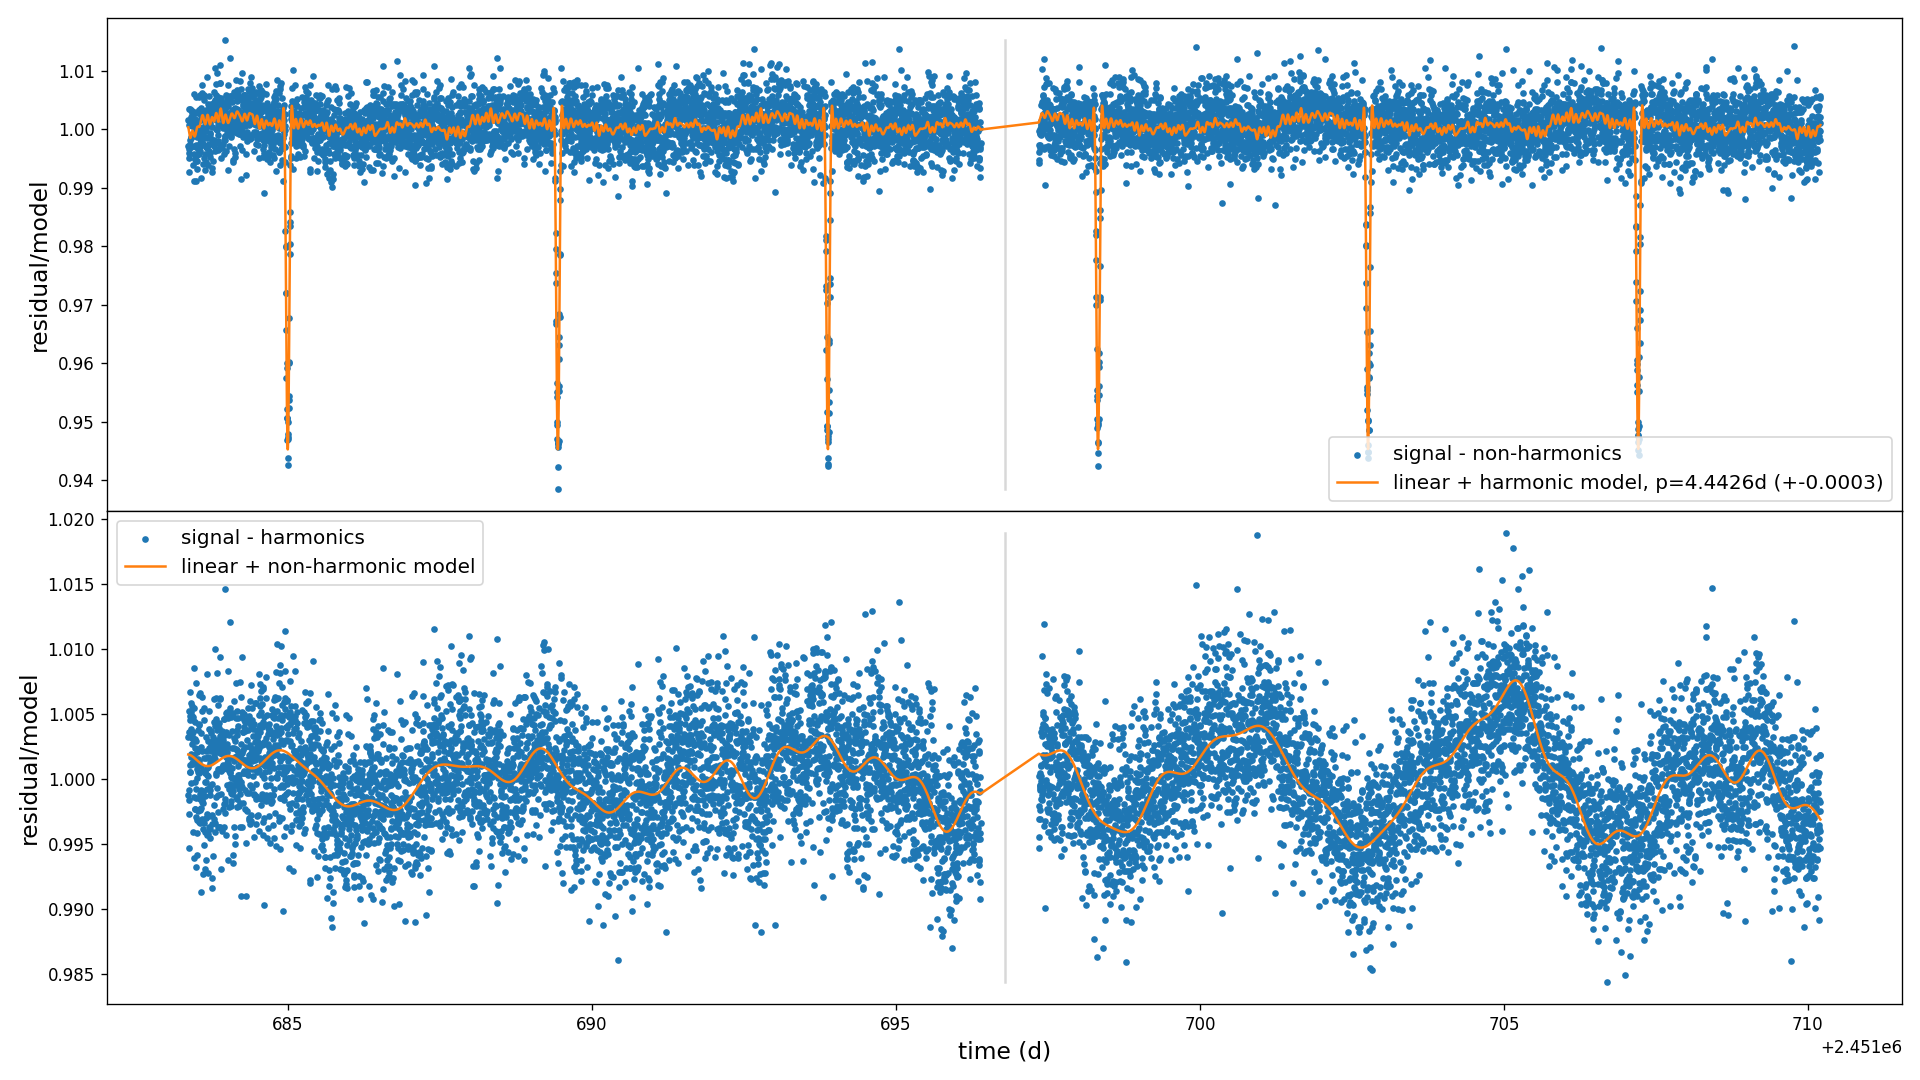 residual/model
1.01
1.00
0.99
0.98
0.97
0.96
0.95
0.94
signal - non-harmonics
linear + harmonic model, p=4.4426d (+-0.0003)
residual/model
1.020
1.015
1.010
1.005
1.000
0.995
0.990
0.985
signal - harmonics
linear + non-harmonic model
685 690 695 700 705 710
time (d)
+2.451e6